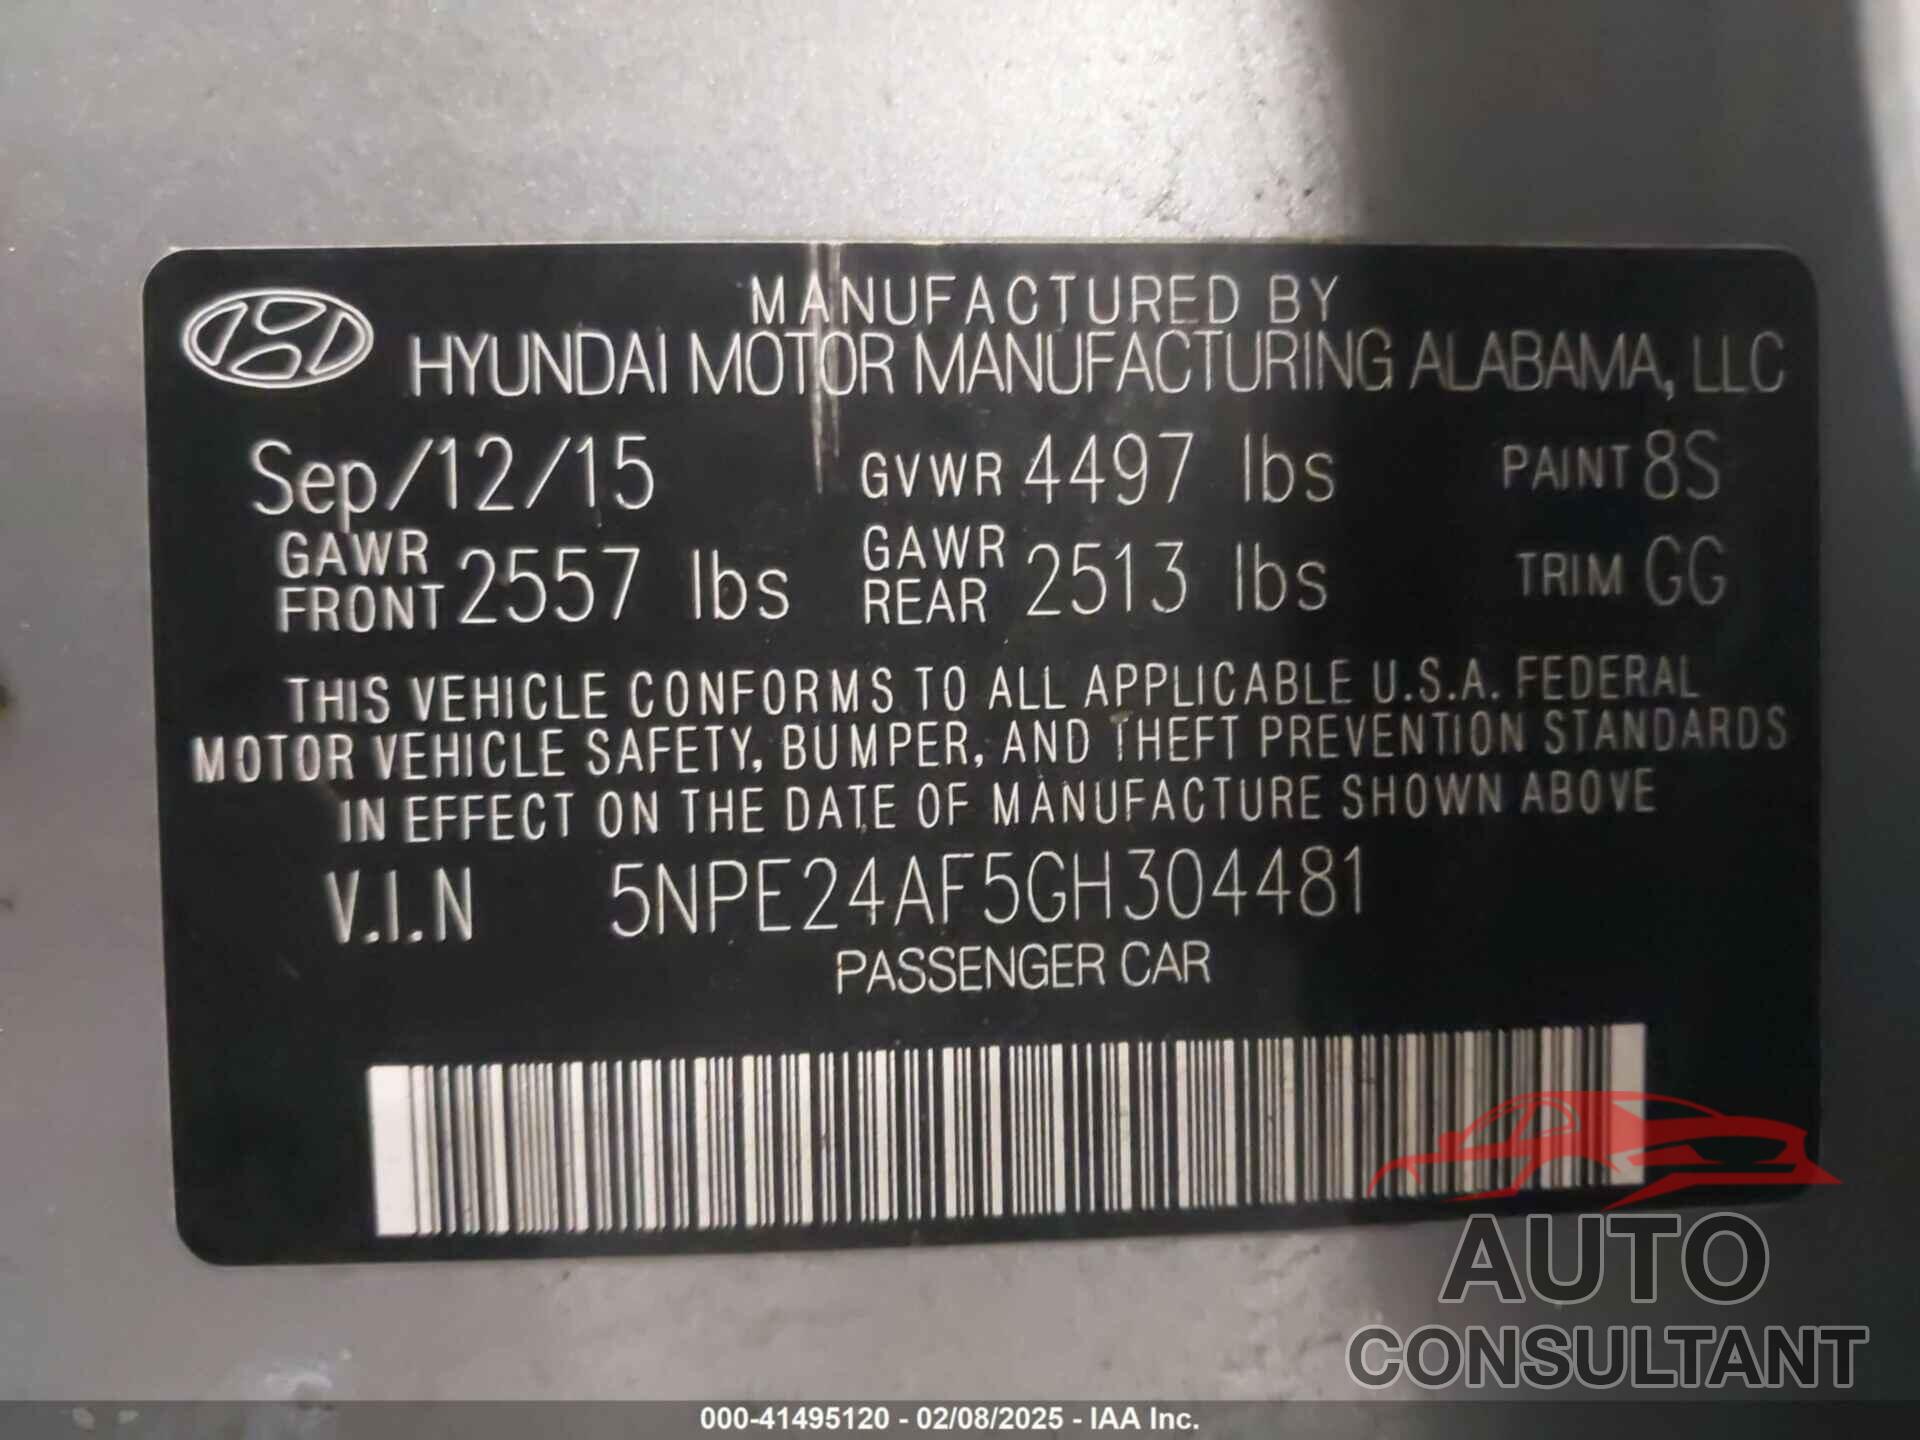 MANUFACTURED BY
HYUNDAI MOTOR MANUFACTURING ALABAMA, LLC
Sep/12/15 GVWR 4497 lbs PAINT 8S
GAWR FRONT 2557 lbs GAWR REAR 2513 lbs TRIM GG
THIS VEHICLE CONFORMS TO ALL APPLICABLE U.S.A. FEDERAL
MOTOR VEHICLE SAFETY, BUMPER, AND THEFT PREVENTION STANDARDS
IN EFFECT ON THE DATE OF MANUFACTURE SHOWN ABOVE
V.I.N 5NPE24AF5GH304481
PASSENGER CAR
AUTO
CONSULTANT
000-41495120 - 02/08/2025 - IAA Inc.